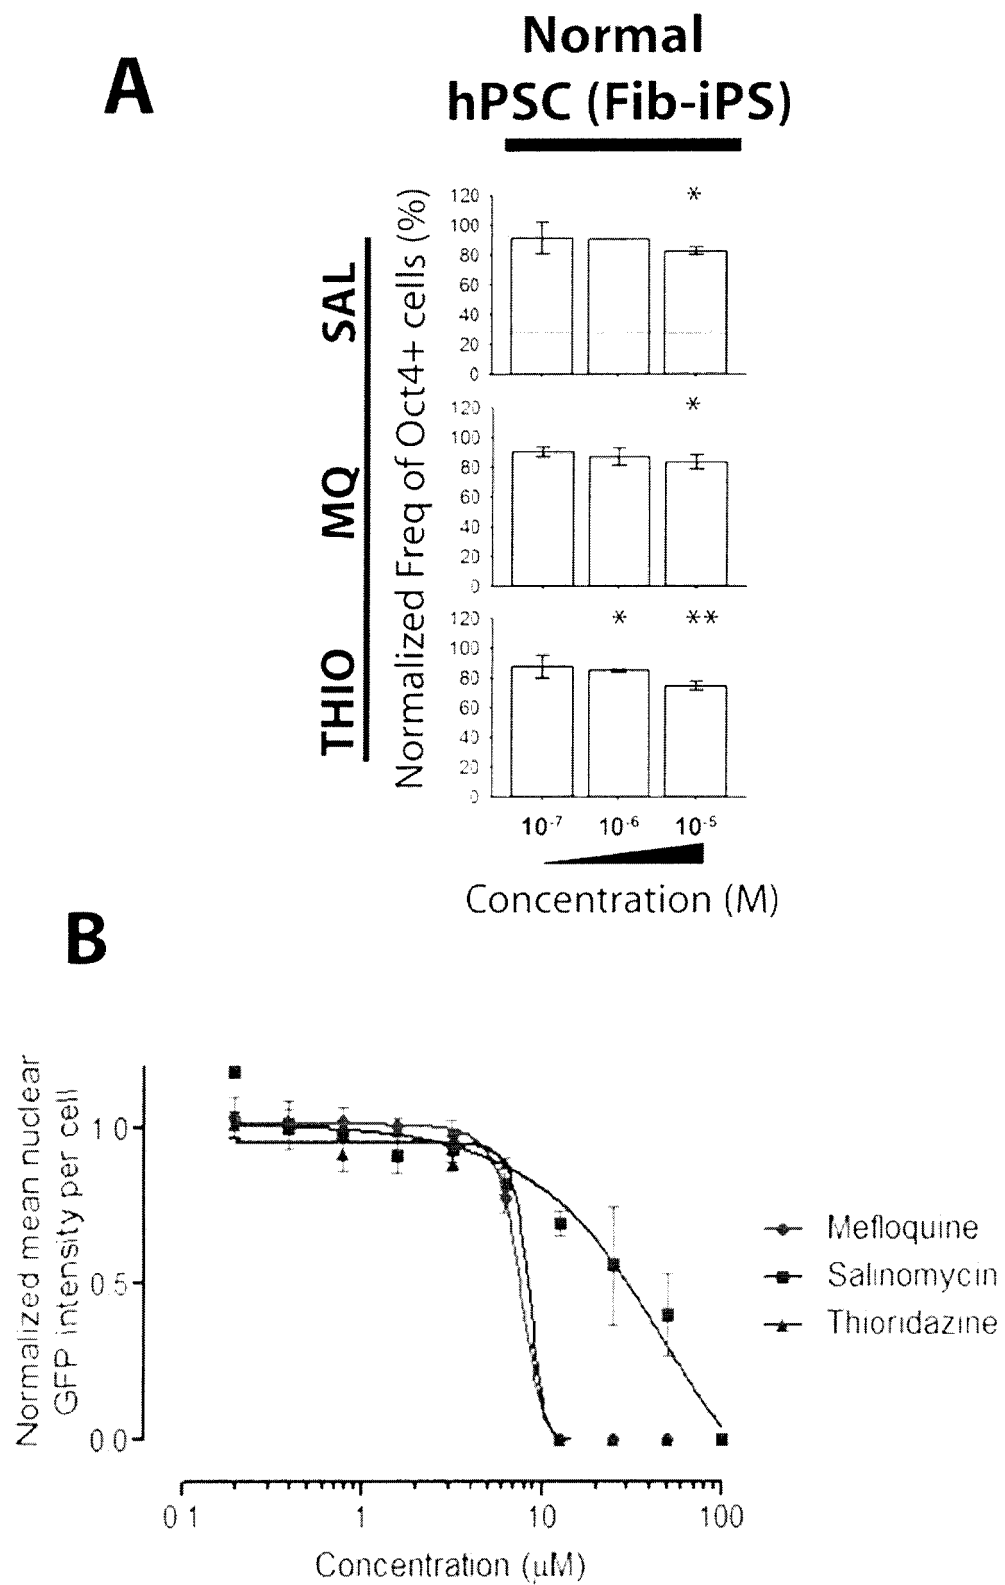 A
Normal
hPSC (Fib-iPS)
Normalized Freq of Oct4+ cells (%)
SAL
120
100
80
60
40
20
0
*
MQ
120
100
80
60
40
20
0
*
THIO
120
100
80
60
40
20
0
*
**
10-7
10-6
10-5
Concentration (M)
B
Normalized mean nuclear
GFP intensity per cell
1 0
0 5
0 0
0 1
1
10
100
Concentration (µM)
Mefloquine
Salinomycin
Thioridazine